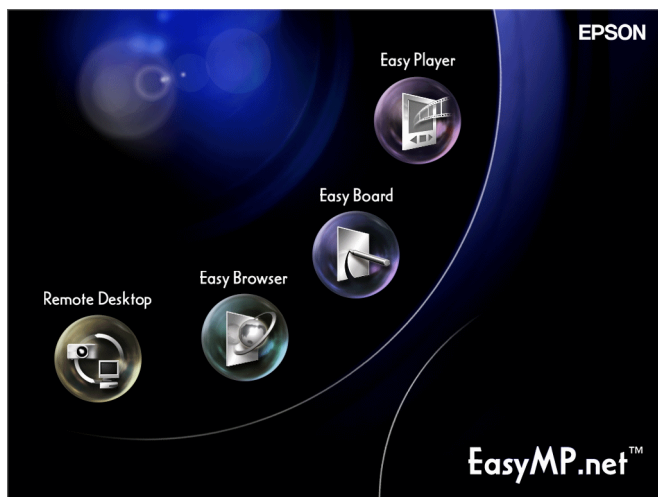 EPSON
Easy Player
Easy Board
Easy Browser
Remote Desktop
EasyMP.net™